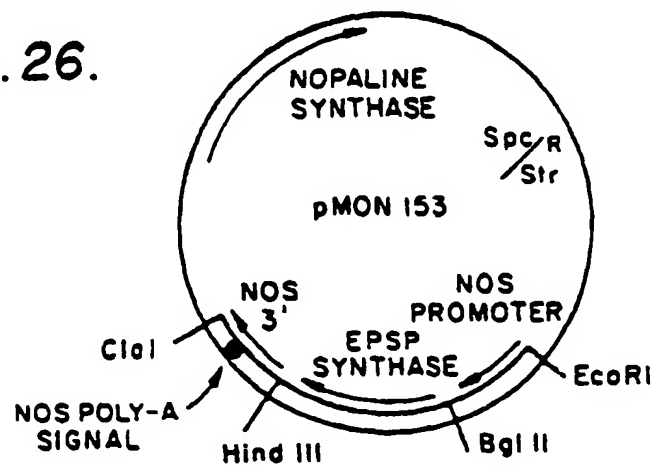 . 26.
NOPALINE
SYNTHASE
Spc/R
Str
pMON 153
NOS
3'
NOS
PROMOTER
EPSP
SYNTHASE
ClaI
EcoRI
NOS POLY-A
SIGNAL
Hind III
Bgl II